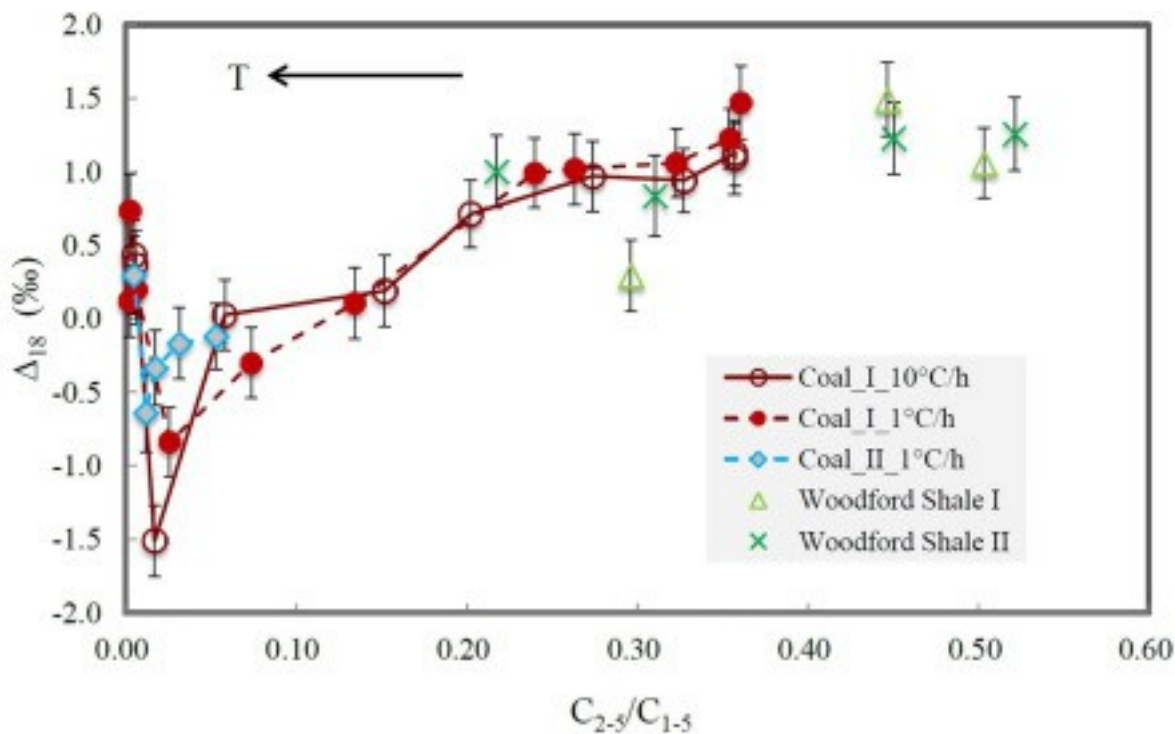 2.0
1.5
1.0
0.5
0.0
-0.5
-1.0
-1.5
-2.0
Δ18 (‰)
T
Coal_I_10°C/h
Coal_I_1°C/h
Coal_II_1°C/h
Woodford Shale I
Woodford Shale II
0.00 0.10 0.20 0.30 0.40 0.50 0.60
C2-5/C1-5